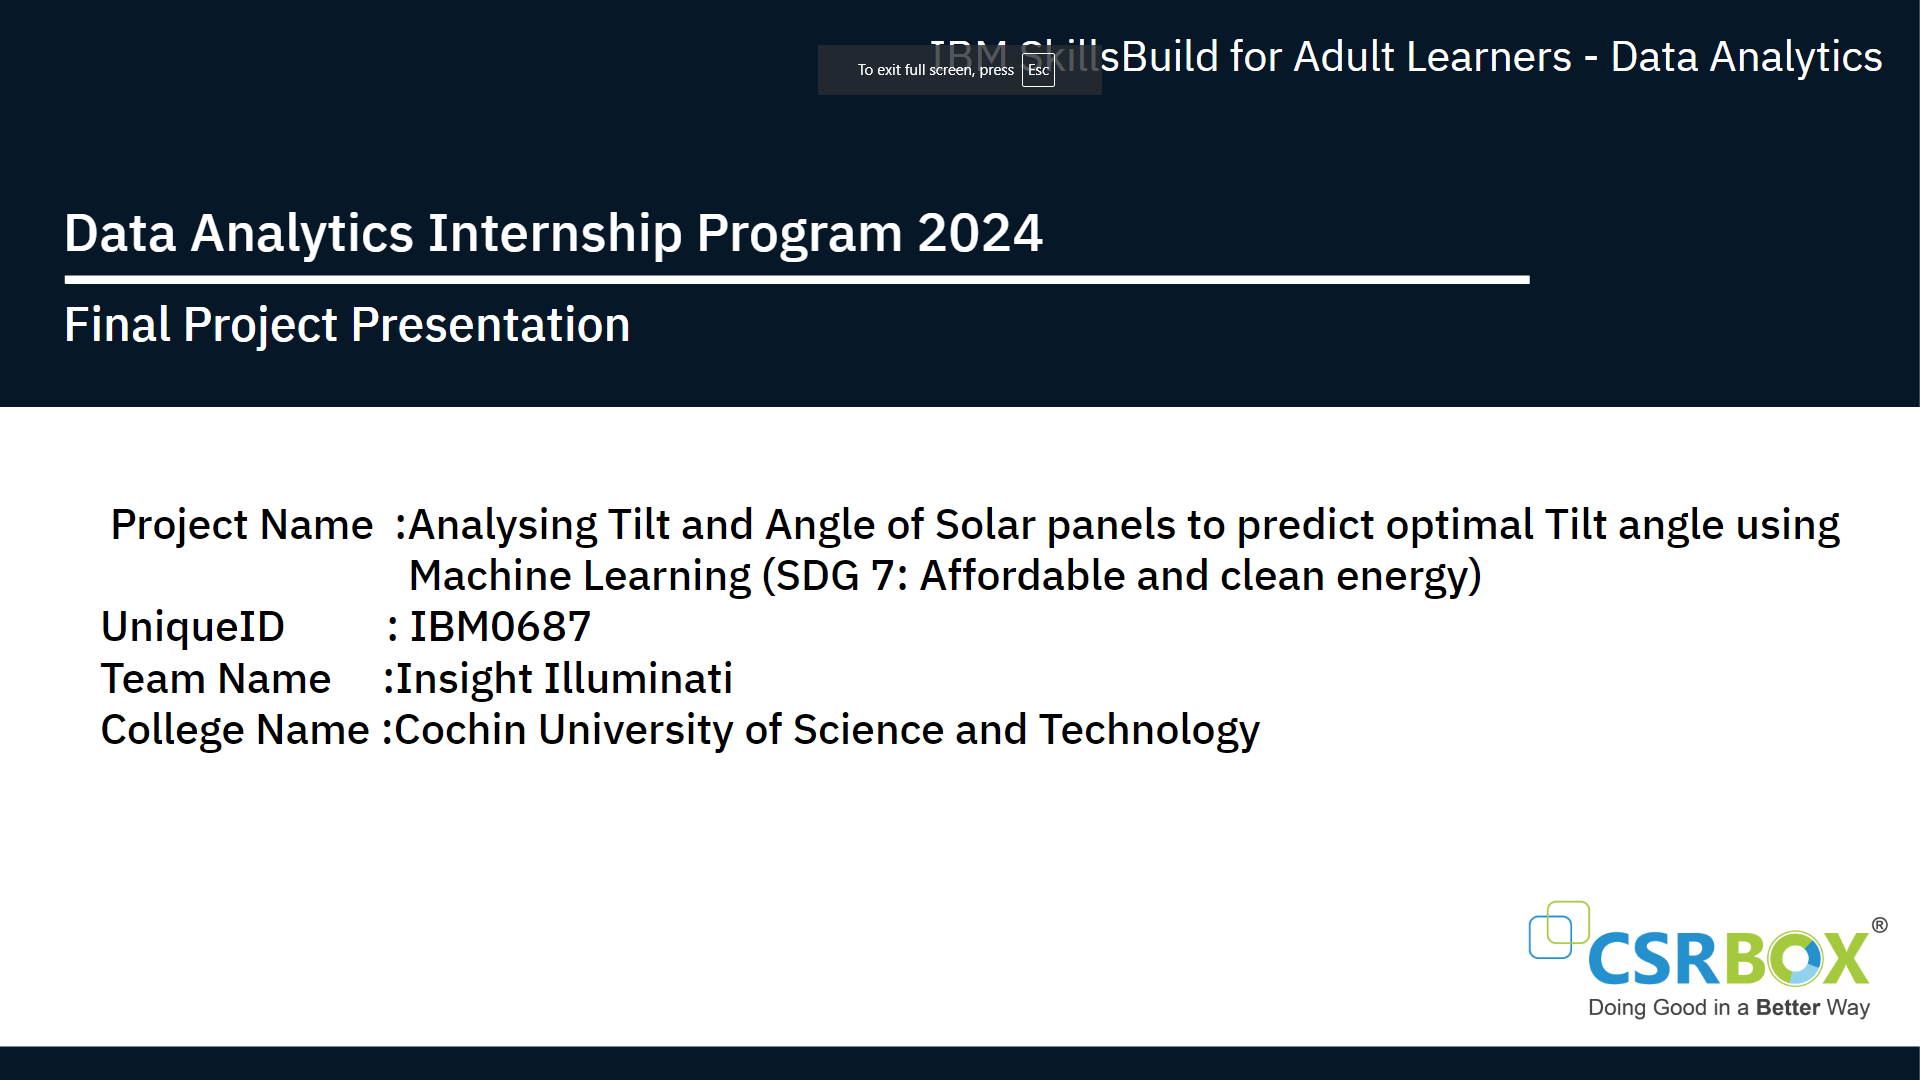 IBM SkillsBuild for Adult Learners - Data Analytics
To exit full screen, press Esc
Data Analytics Internship Program 2024
Final Project Presentation
Project Name :Analysing Tilt and Angle of Solar panels to predict optimal Tilt angle using
Machine Learning (SDG 7: Affordable and clean energy)
UniqueID : IBM0687
Team Name :Insight Illuminati
College Name :Cochin University of Science and Technology
CSRBOX®
Doing Good in a Better Way